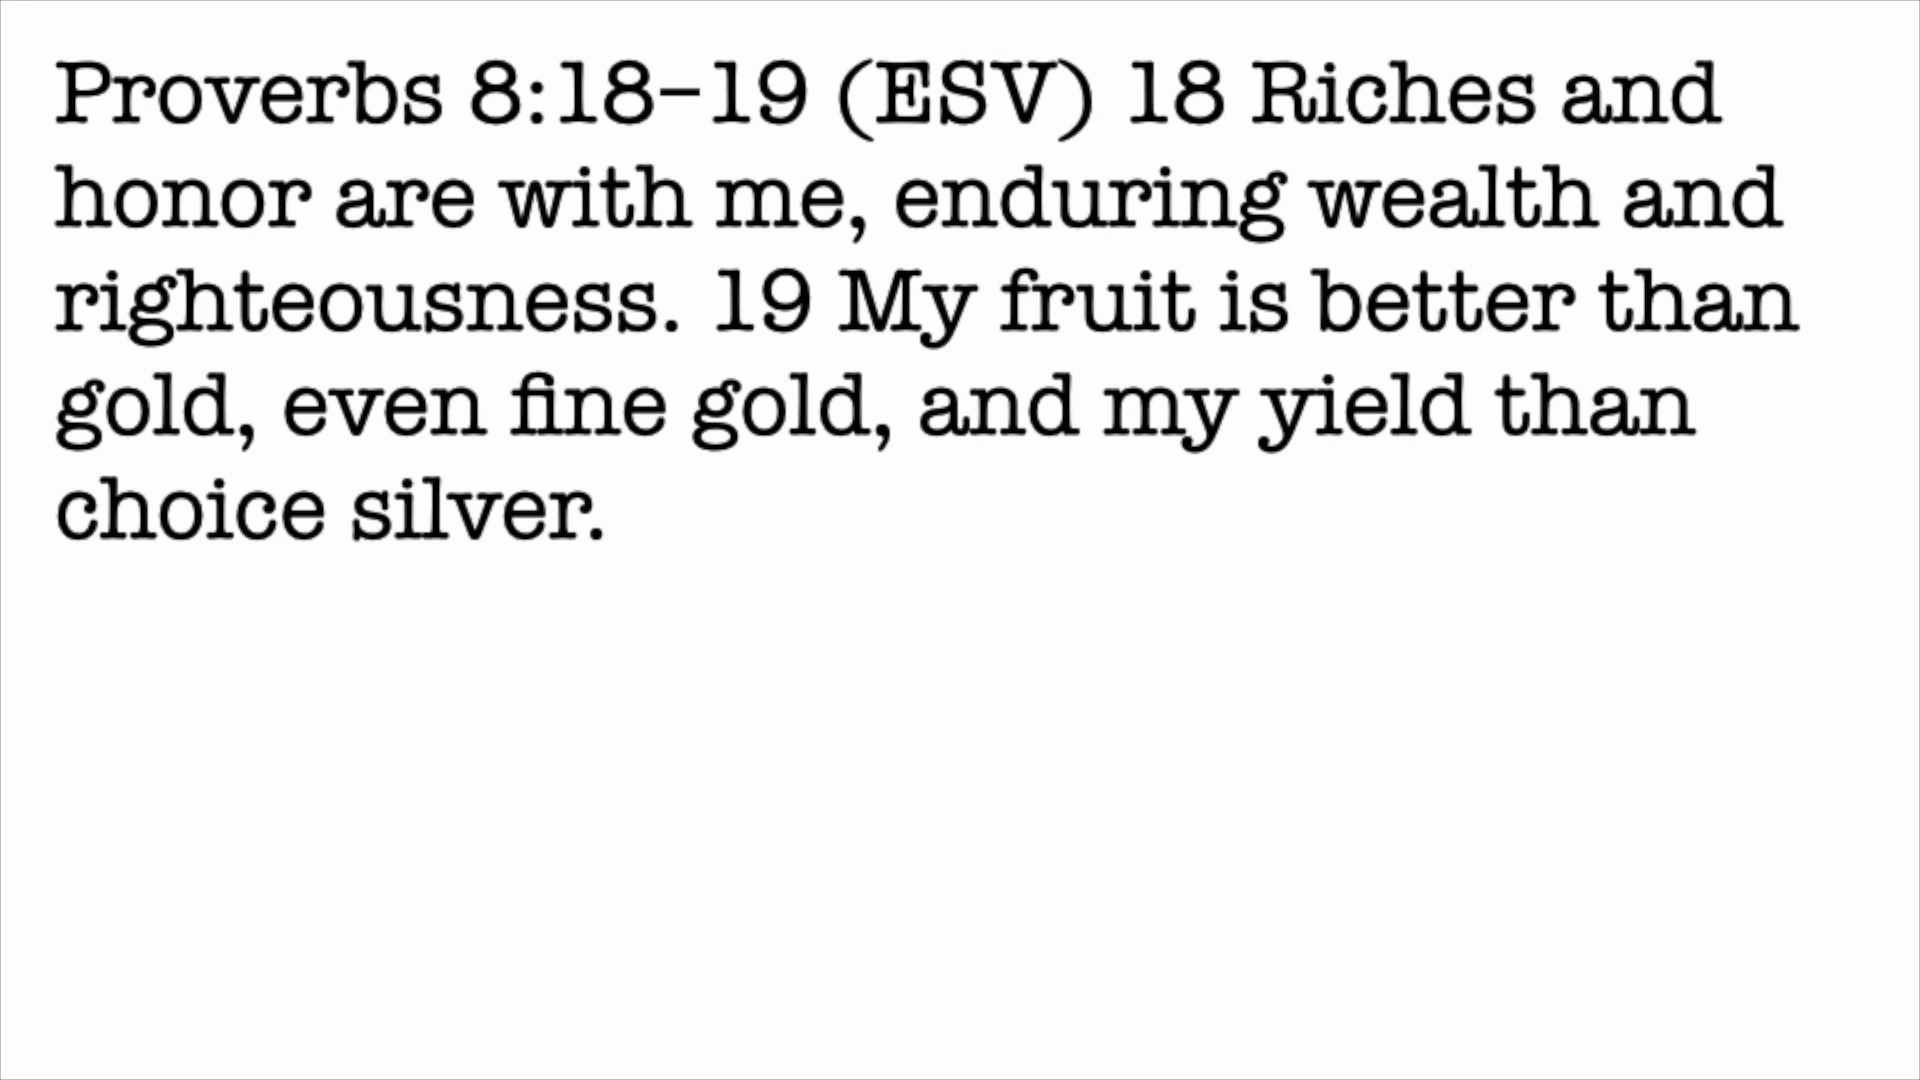 Proverbs 8:18-19 (ESV) 18 Riches and
honor are with me, enduring wealth and
righteousness. 19 My fruit is better than
gold, even fine gold, and my yield than
choice silver.